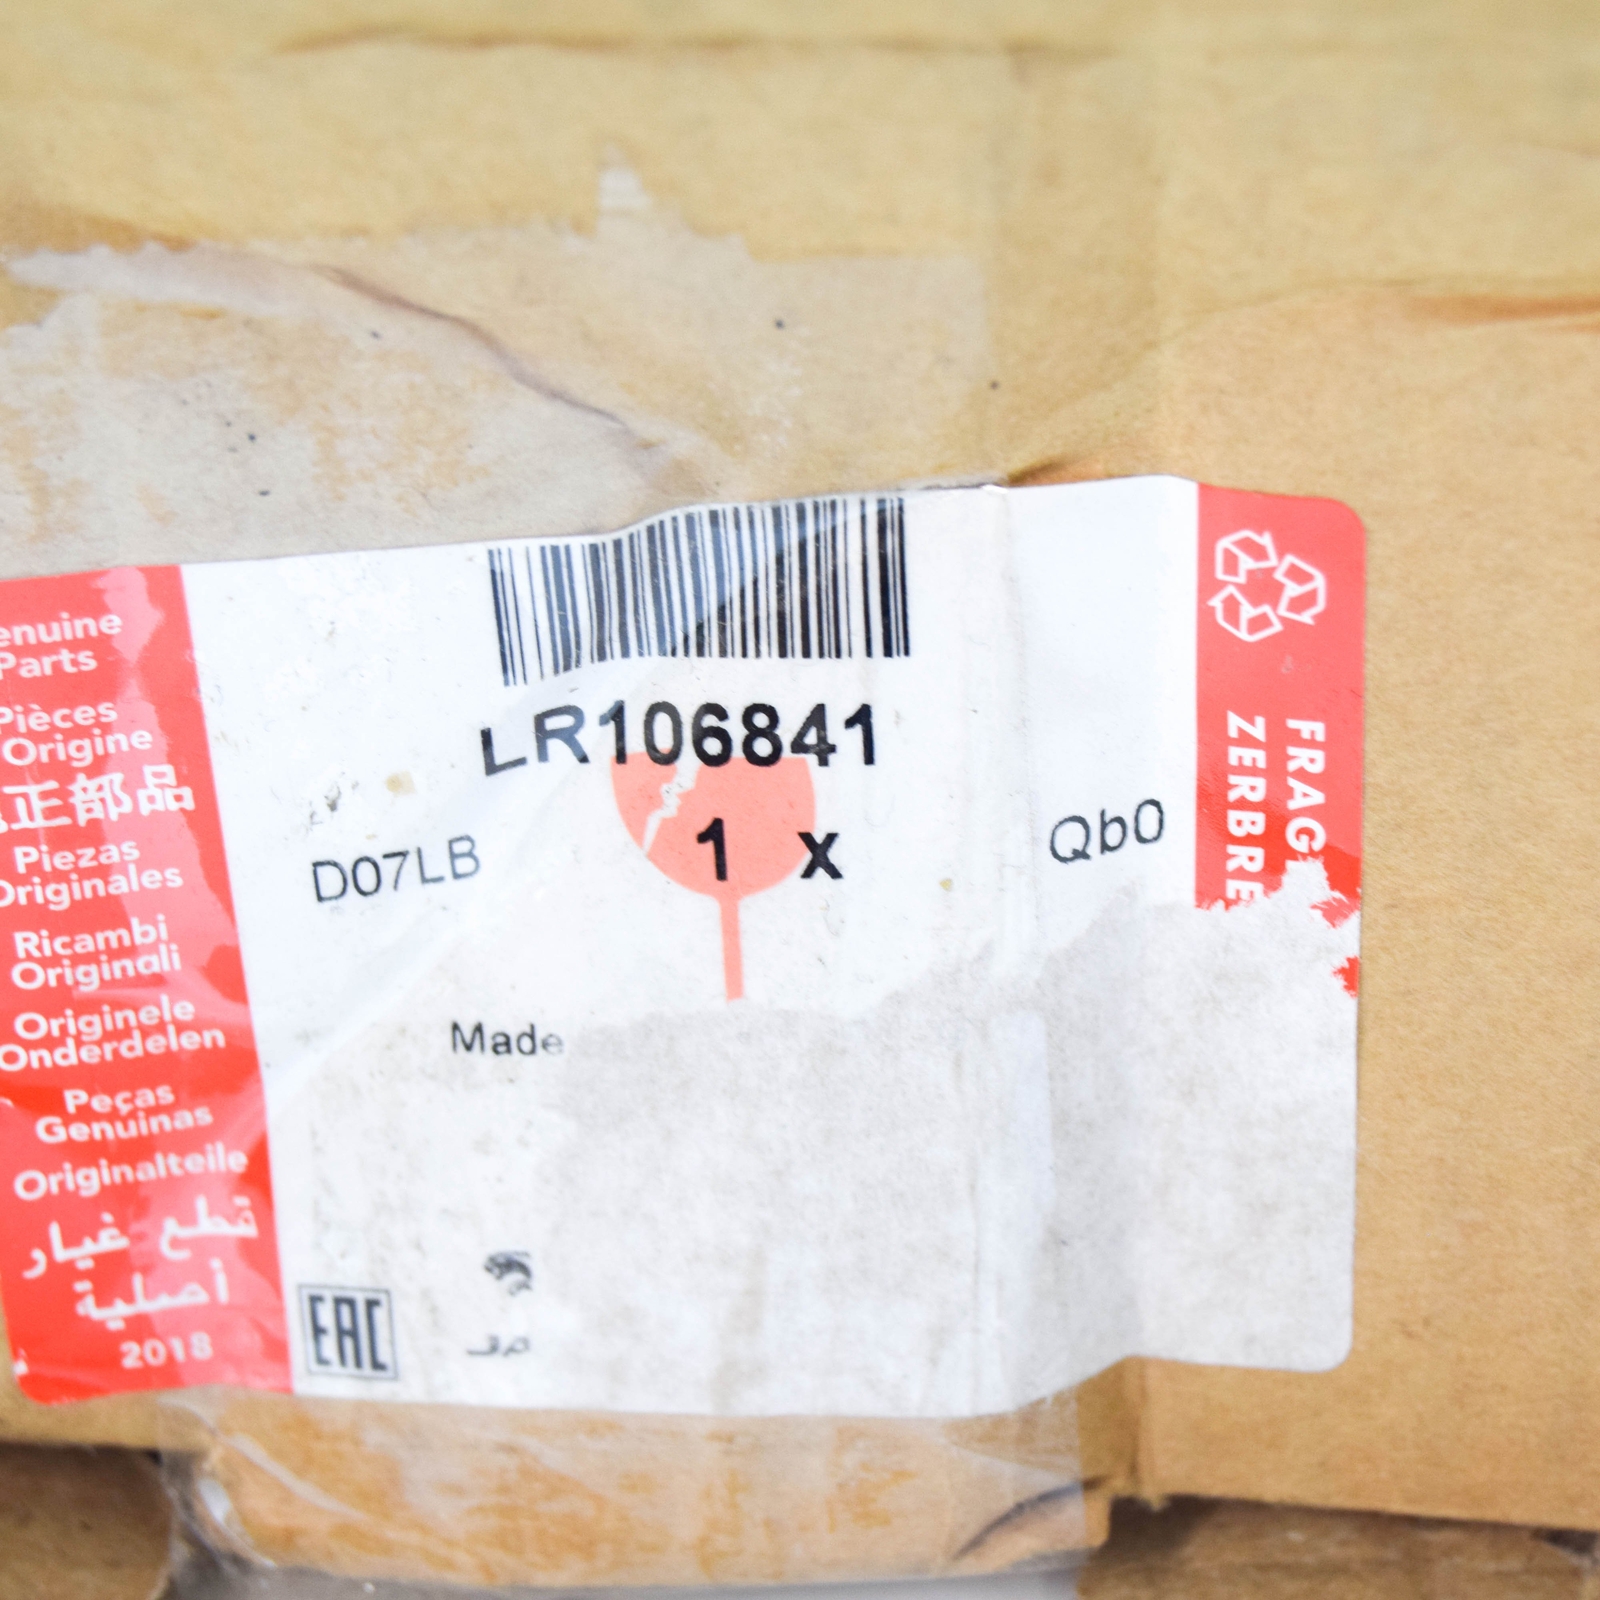 enuine
Parts
Pièces
Origine
正部品
Piezas
Originales
Ricambi
Originali
Originele
Onderdelen
Peças
Genuinas
Originalteile
قطع غيار
أصلية
2018
LR106841
D07LB
1 x
Qb0
Made
EAC
FRAG
ZERBRE